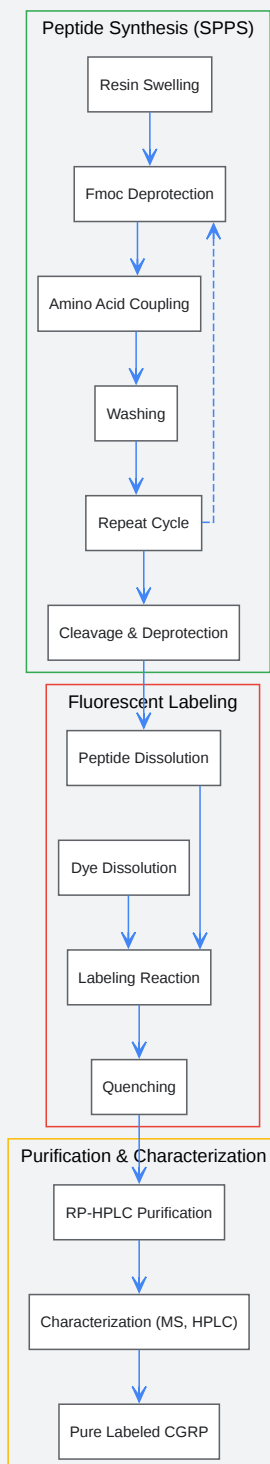 Peptide Synthesis (SPPS)
Resin Swelling
Fmoc Deprotection
Amino Acid Coupling
Washing
Repeat Cycle
Cleavage & Deprotection
Fluorescent Labeling
Peptide Dissolution
Dye Dissolution
Labeling Reaction
Quenching
Purification & Characterization
RP-HPLC Purification
Characterization (MS, HPLC)
Pure Labeled CGRP